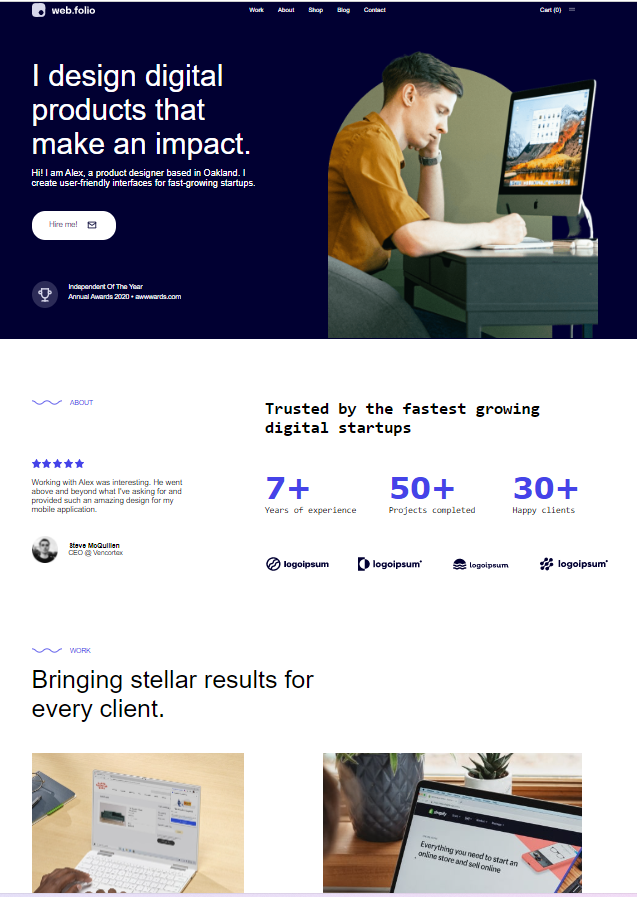 web.folio
Work About Shop Blog Contact
Cart (0)
I design digital
products that
make an impact.
Hi! I am Alex, a product designer based in Oakland. I
create user-friendly interfaces for fast-growing startups.
Hire me!
Independent Of The Year
Annual Awards 2020 • awwwards.com
ABOUT
Trusted by the fastest growing
digital startups
Working with Alex was interesting. He went
above and beyond what I've asking for and
provided such an amazing design for my
mobile application.
Steve McQuillen
CEO @ Vencortex
7+
Years of experience
50+
Projects completed
30+
Happy clients
logoipsum
logoipsum
logoipsum
logoipsum
WORK
Bringing stellar results for
every client.
shopify
Everything you need to start an
online store and sell online